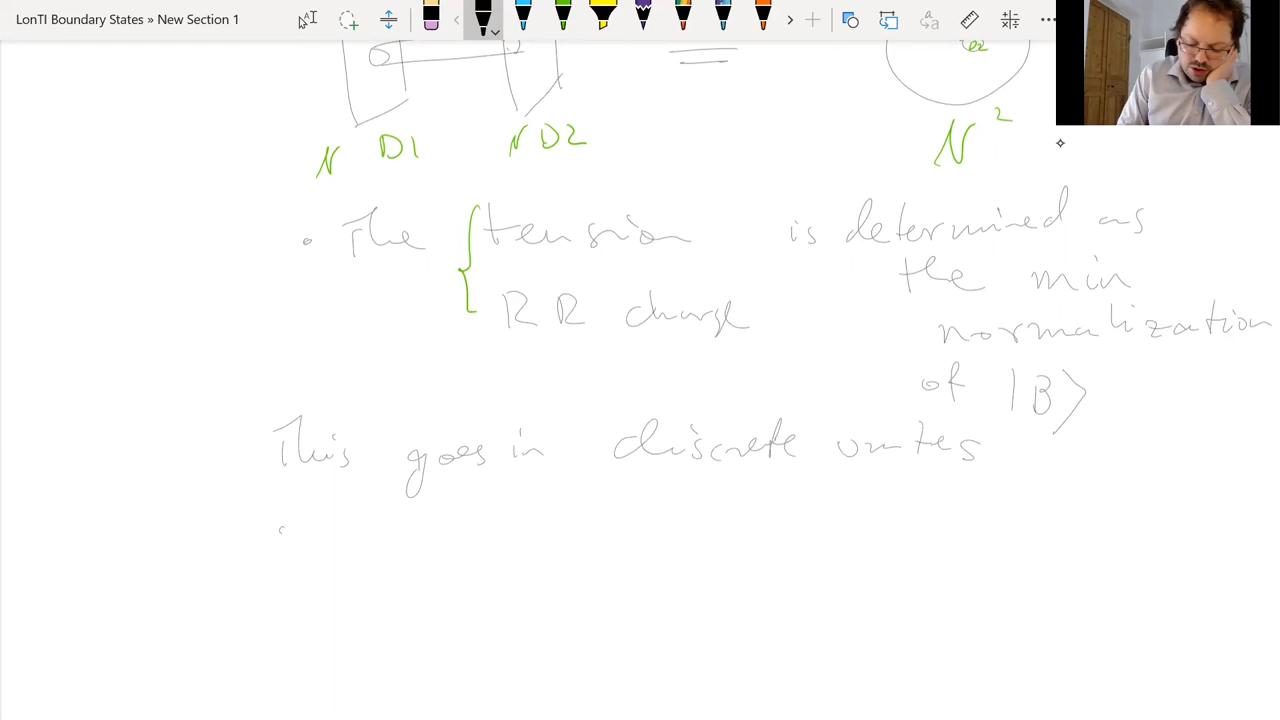 LonTI Boundary States » New Section 1
N D1 N D2 N²
• The { tension is determined as
RR charge the min
normalization
of |B⟩
This goes in discrete unites